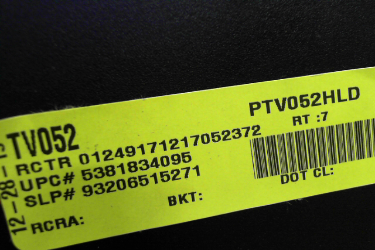 TV052
PTV052HLD
RCTR 01249171217052372
RT :7
UPC# 5381834095
SLP# 93206515271
DOT CL:
BKT:
RCRA:
12-28